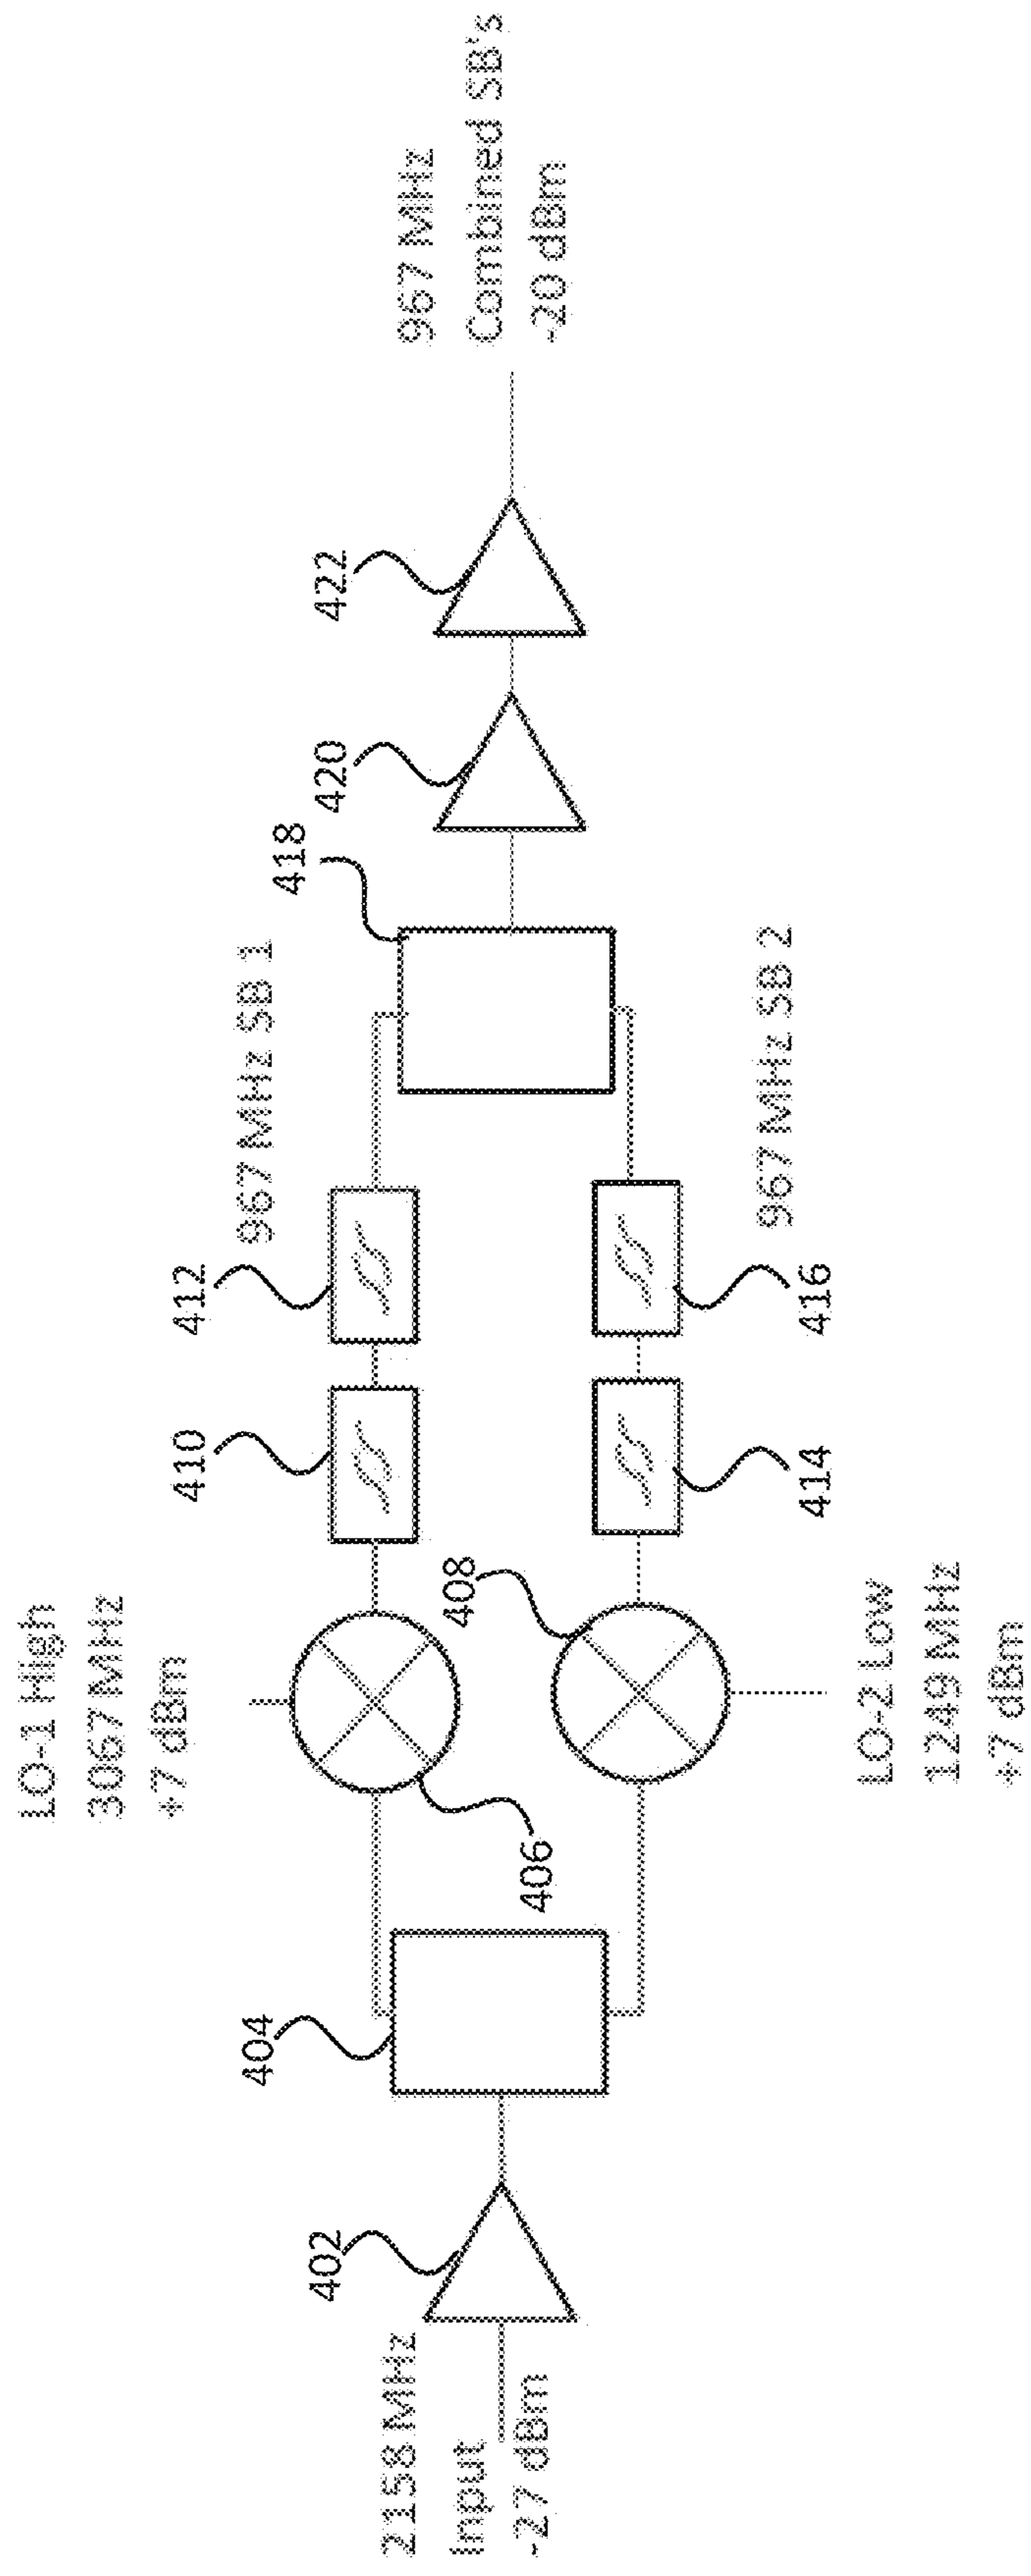 LO-1 High
3067 MHz
+7 dBm
404
410
412
967 MHz SB 1
418
402
420
422
2158 MHz
Input
-27 dBm
406
408
967 MHz
Combined SB's
-20 dBm
414
416
967 MHz SB 2
LO-2 Low
1249 MHz
+7 dBm